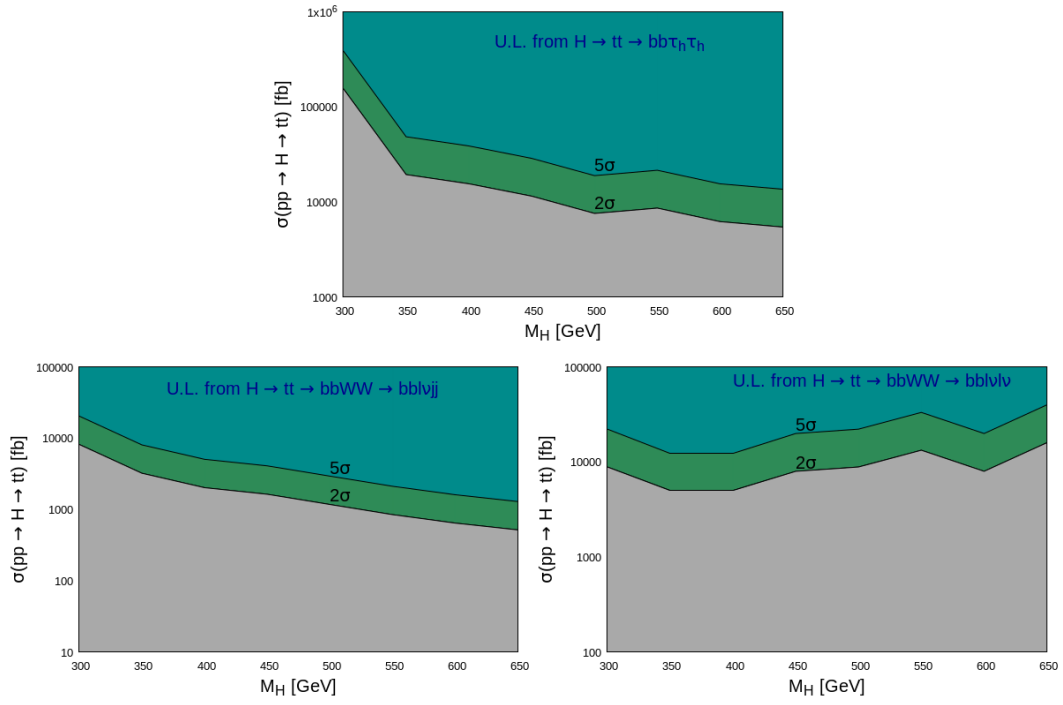 1x10⁶
U.L. from H → tt → bbτₕτₕ
σ(pp → H → tt) [fb]
100000
5σ
10000
2σ
1000
300 350 400 450 500 550 600 650
M_H [GeV]
100000
U.L. from H → tt → bbWW → bblνjj
σ(pp → H → tt) [fb]
10000
5σ
2σ
1000
100
10
300 350 400 450 500 550 600 650
M_H [GeV]
100000
U.L. from H → tt → bbWW → bblνlν
σ(pp → H → tt) [fb]
5σ
10000
2σ
1000
100
300 350 400 450 500 550 600 650
M_H [GeV]